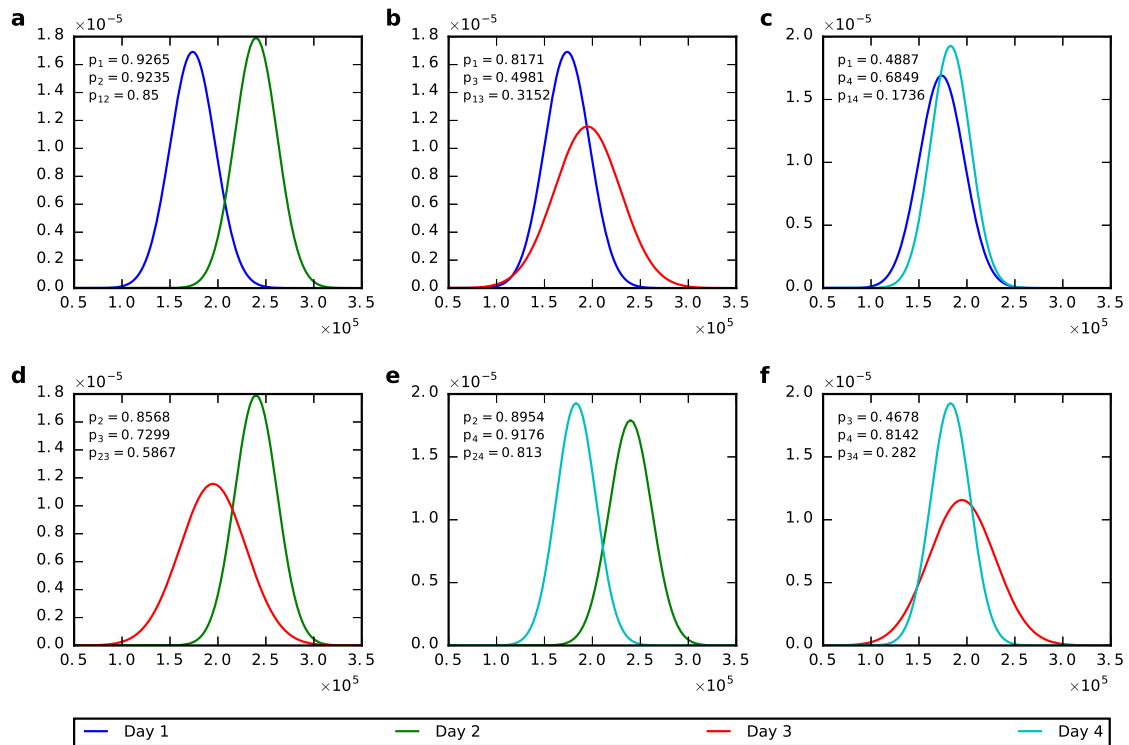 a
×10⁻⁵
1.8
1.6
1.4
1.2
1.0
0.8
0.6
0.4
0.2
0.0
p₁ = 0.9265
p₂ = 0.9235
p₁₂ = 0.85
0.5 1.0 1.5 2.0 2.5 3.0 3.5
×10⁵
b
×10⁻⁵
1.8
1.6
1.4
1.2
1.0
0.8
0.6
0.4
0.2
0.0
p₁ = 0.8171
p₃ = 0.4981
p₁₃ = 0.3152
0.5 1.0 1.5 2.0 2.5 3.0 3.5
×10⁵
c
×10⁻⁵
2.0
1.5
1.0
0.5
0.0
p₁ = 0.4887
p₄ = 0.6849
p₁₄ = 0.1736
0.5 1.0 1.5 2.0 2.5 3.0 3.5
×10⁵
d
×10⁻⁵
1.8
1.6
1.4
1.2
1.0
0.8
0.6
0.4
0.2
0.0
p₂ = 0.8568
p₃ = 0.7299
p₂₃ = 0.5867
0.5 1.0 1.5 2.0 2.5 3.0 3.5
×10⁵
e
×10⁻⁵
2.0
1.5
1.0
0.5
0.0
p₂ = 0.8954
p₄ = 0.9176
p₂₄ = 0.813
0.5 1.0 1.5 2.0 2.5 3.0 3.5
×10⁵
f
×10⁻⁵
2.0
1.5
1.0
0.5
0.0
p₃ = 0.4678
p₄ = 0.8142
p₃₄ = 0.282
0.5 1.0 1.5 2.0 2.5 3.0 3.5
×10⁵
Day 1 Day 2 Day 3 Day 4